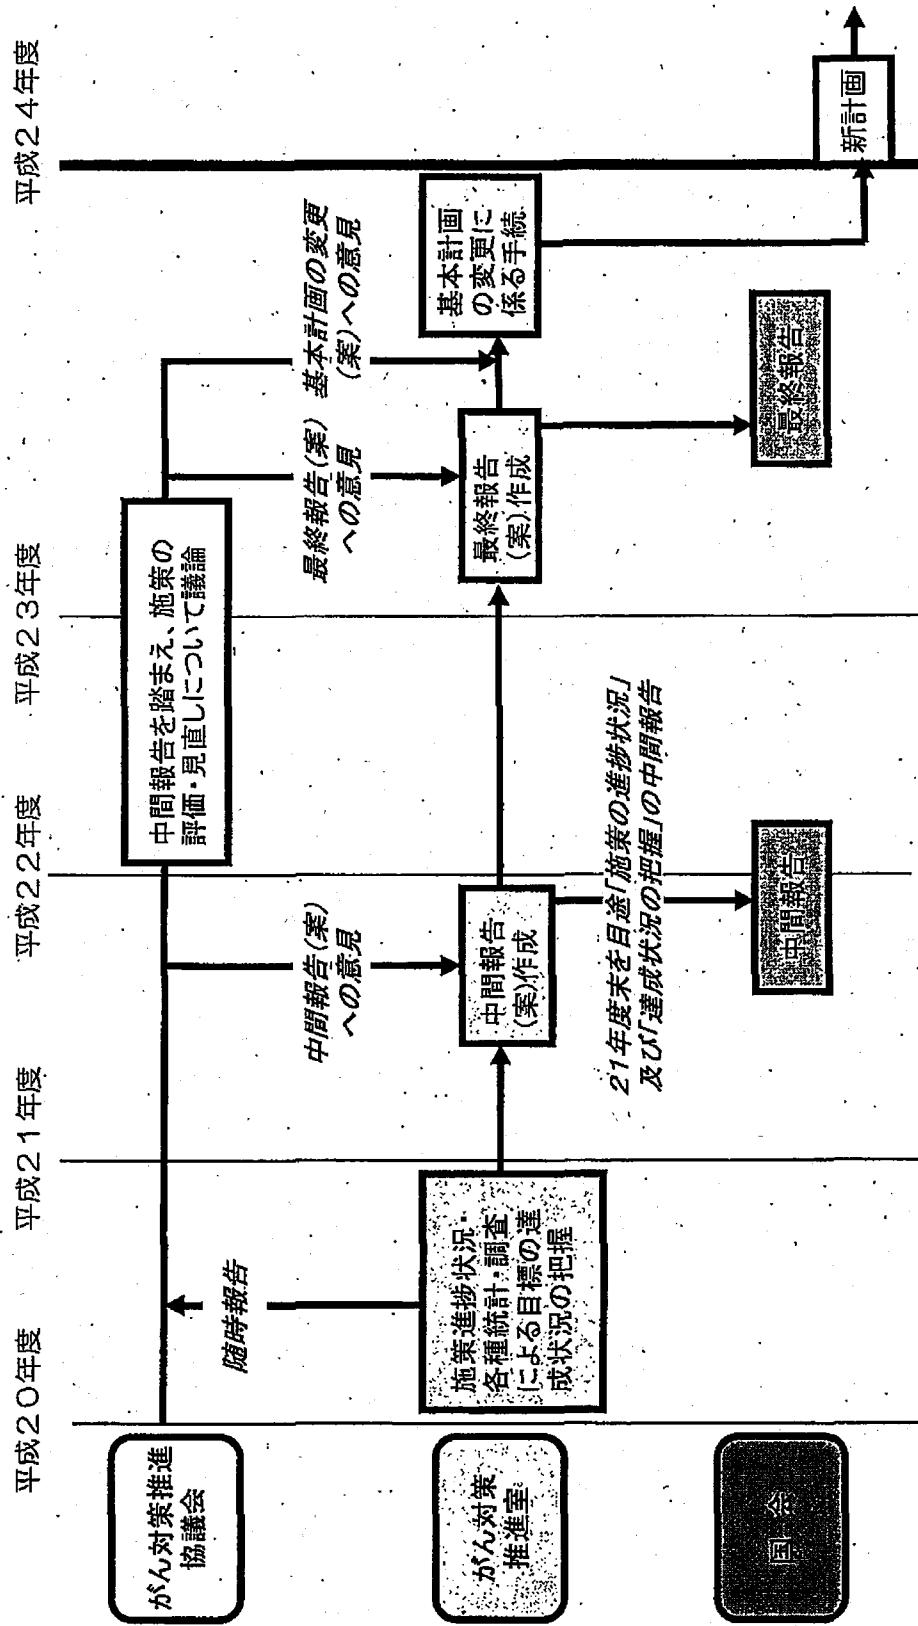 平成20年度
平成21年度
平成22年度
平成23年度
平成24年度
がん対策推進
協議会
中間報告を踏まえ、施策の
評価・見直しについて議論
随時報告
中間報告(案)
への意見
最終報告(案)
への意見
基本計画の変更
(案)への意見
がん対策
推進室
施策進捗状況・
各種統計・調査
による目標の達
成状況の把握
中間報告
(案)作成
最終報告
(案)作成
基本計画
の変更に
係る手続
21年度末を目途「施策の進捗状況」
及び「達成状況の把握」の中間報告
国会
中間報告
最終報告
新計画